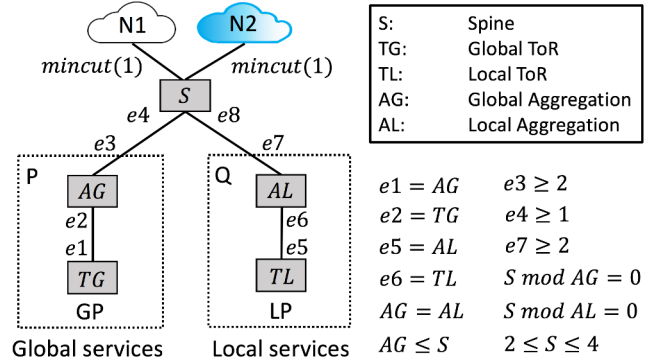 N1
N2
mincut(1)
mincut(1)
S
e4
e8
e3
e7
P
Q
AG
AL
e2
e6
e1
e5
TG
TL
GP
LP
Global services
Local services
S: Spine
TG: Global ToR
TL: Local ToR
AG: Global Aggregation
AL: Local Aggregation
e1 = AG e3 ≥ 2
e2 = TG e4 ≥ 1
e5 = AL e7 ≥ 2
e6 = TL S mod AG = 0
AG = AL S mod AL = 0
AG ≤ S 2 ≤ S ≤ 4